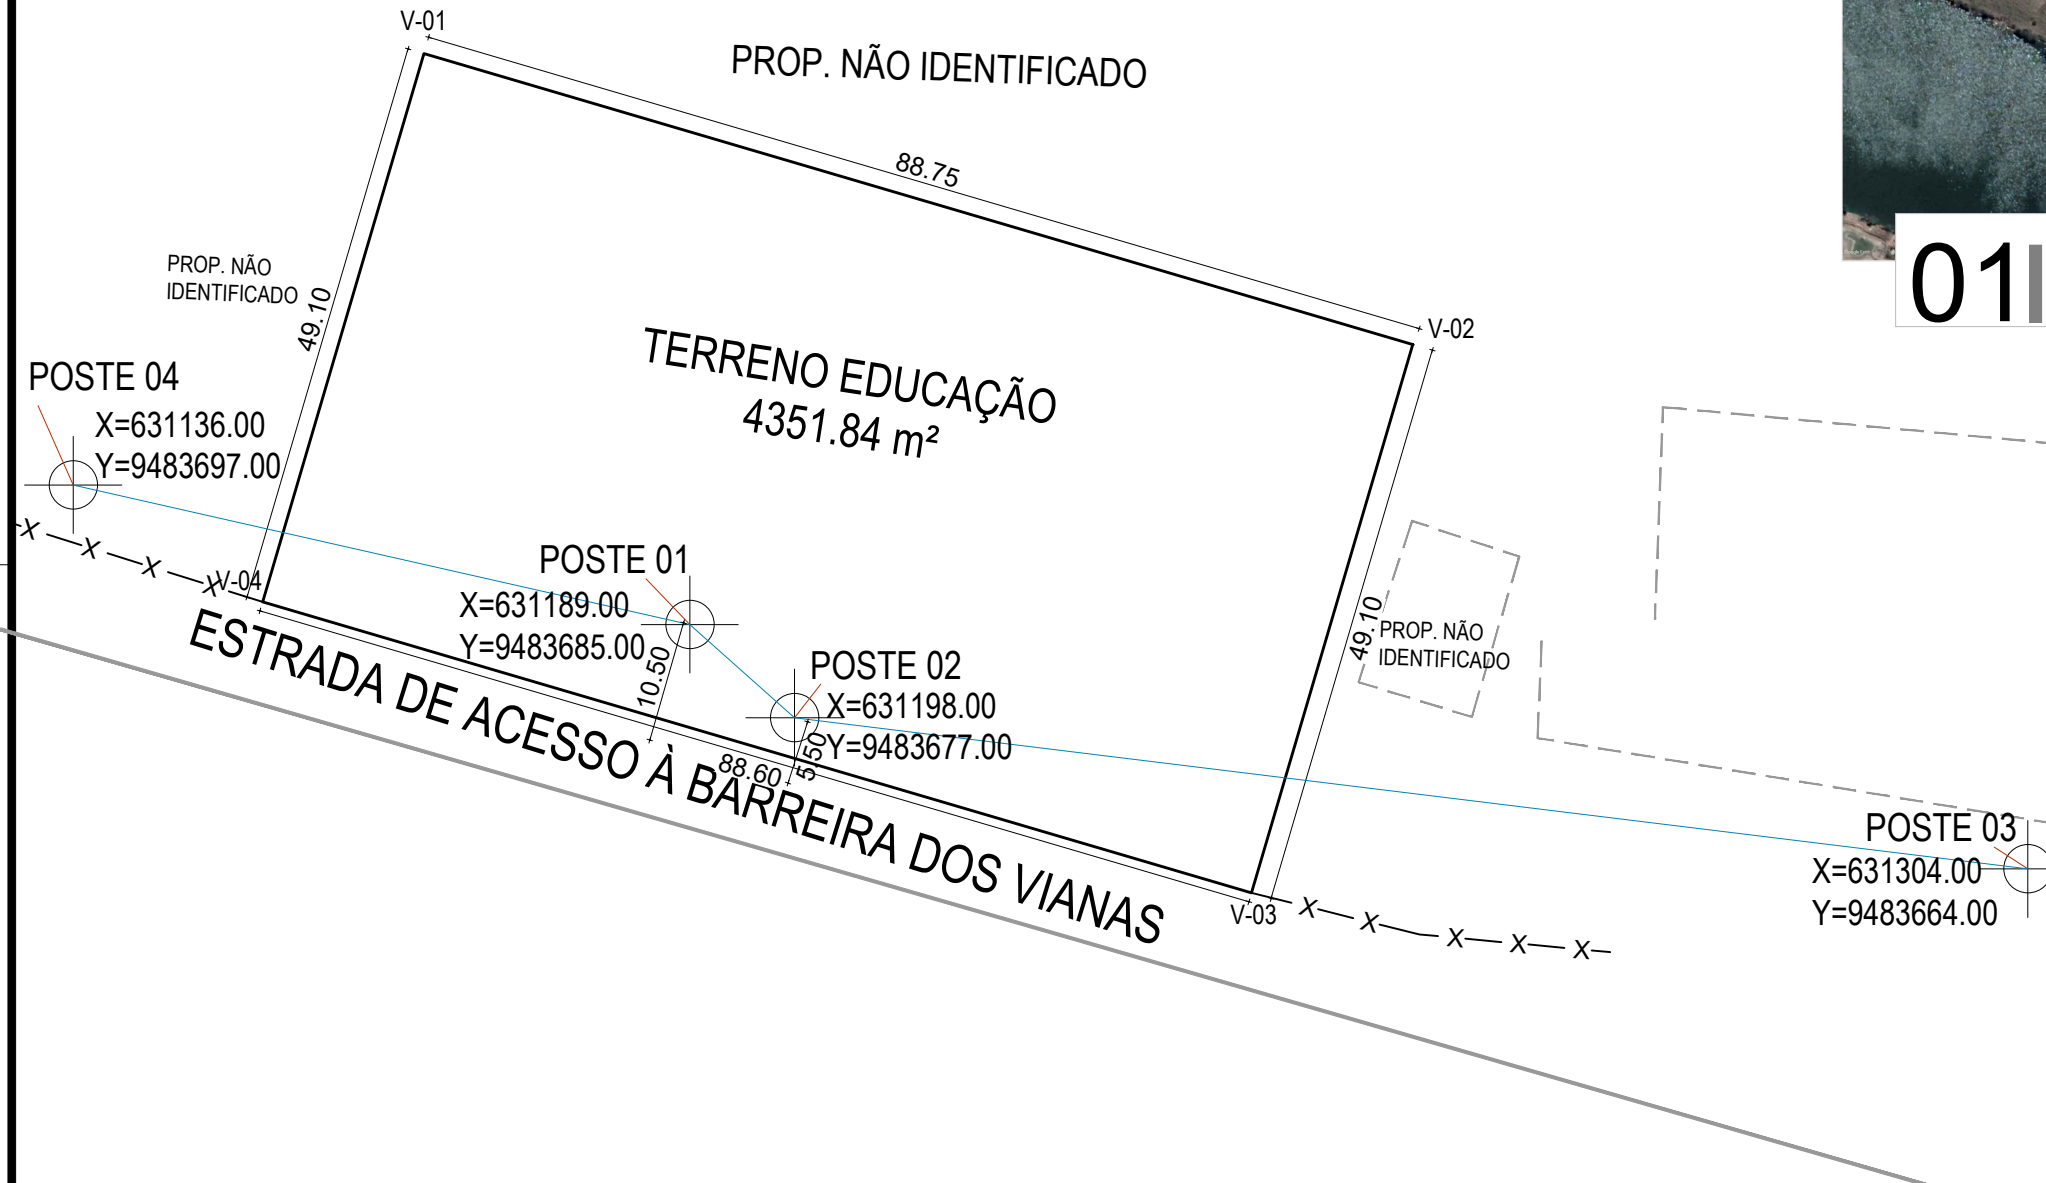 V-01
PROP. NÃO IDENTIFICADO
88.75
PROP. NÃO
IDENTIFICADO
49.10
V-02
01
TERRENO EDUCAÇÃO
4351.84 m²
POSTE 04
X=631136.00
Y=9483697.00
X X X X
V-04
POSTE 01
X=631189.00
Y=9483685.00
10.50
POSTE 02
X=631198.00
Y=9483677.00
5.50
88.60
49.10
PROP. NÃO
IDENTIFICADO
ESTRADA DE ACESSO À BARREIRA DOS VIANAS
V-03
X X X X X
POSTE 03
X=631304.00
Y=9483664.00